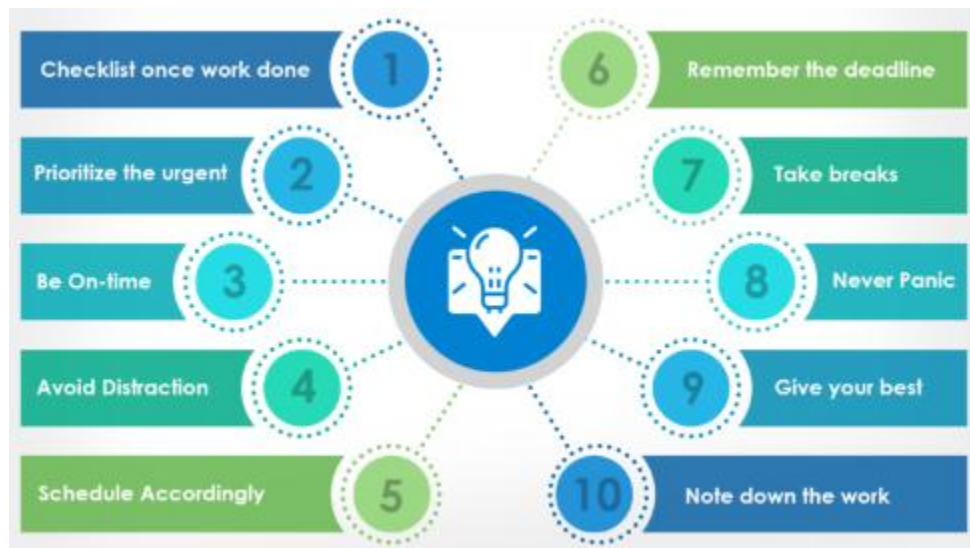 Checklist once work done
1
Prioritize the urgent
2
Be On-time
3
Avoid Distraction
4
Schedule Accordingly
5
6
Remember the deadline
7
Take breaks
8
Never Panic
9
Give your best
10
Note down the work